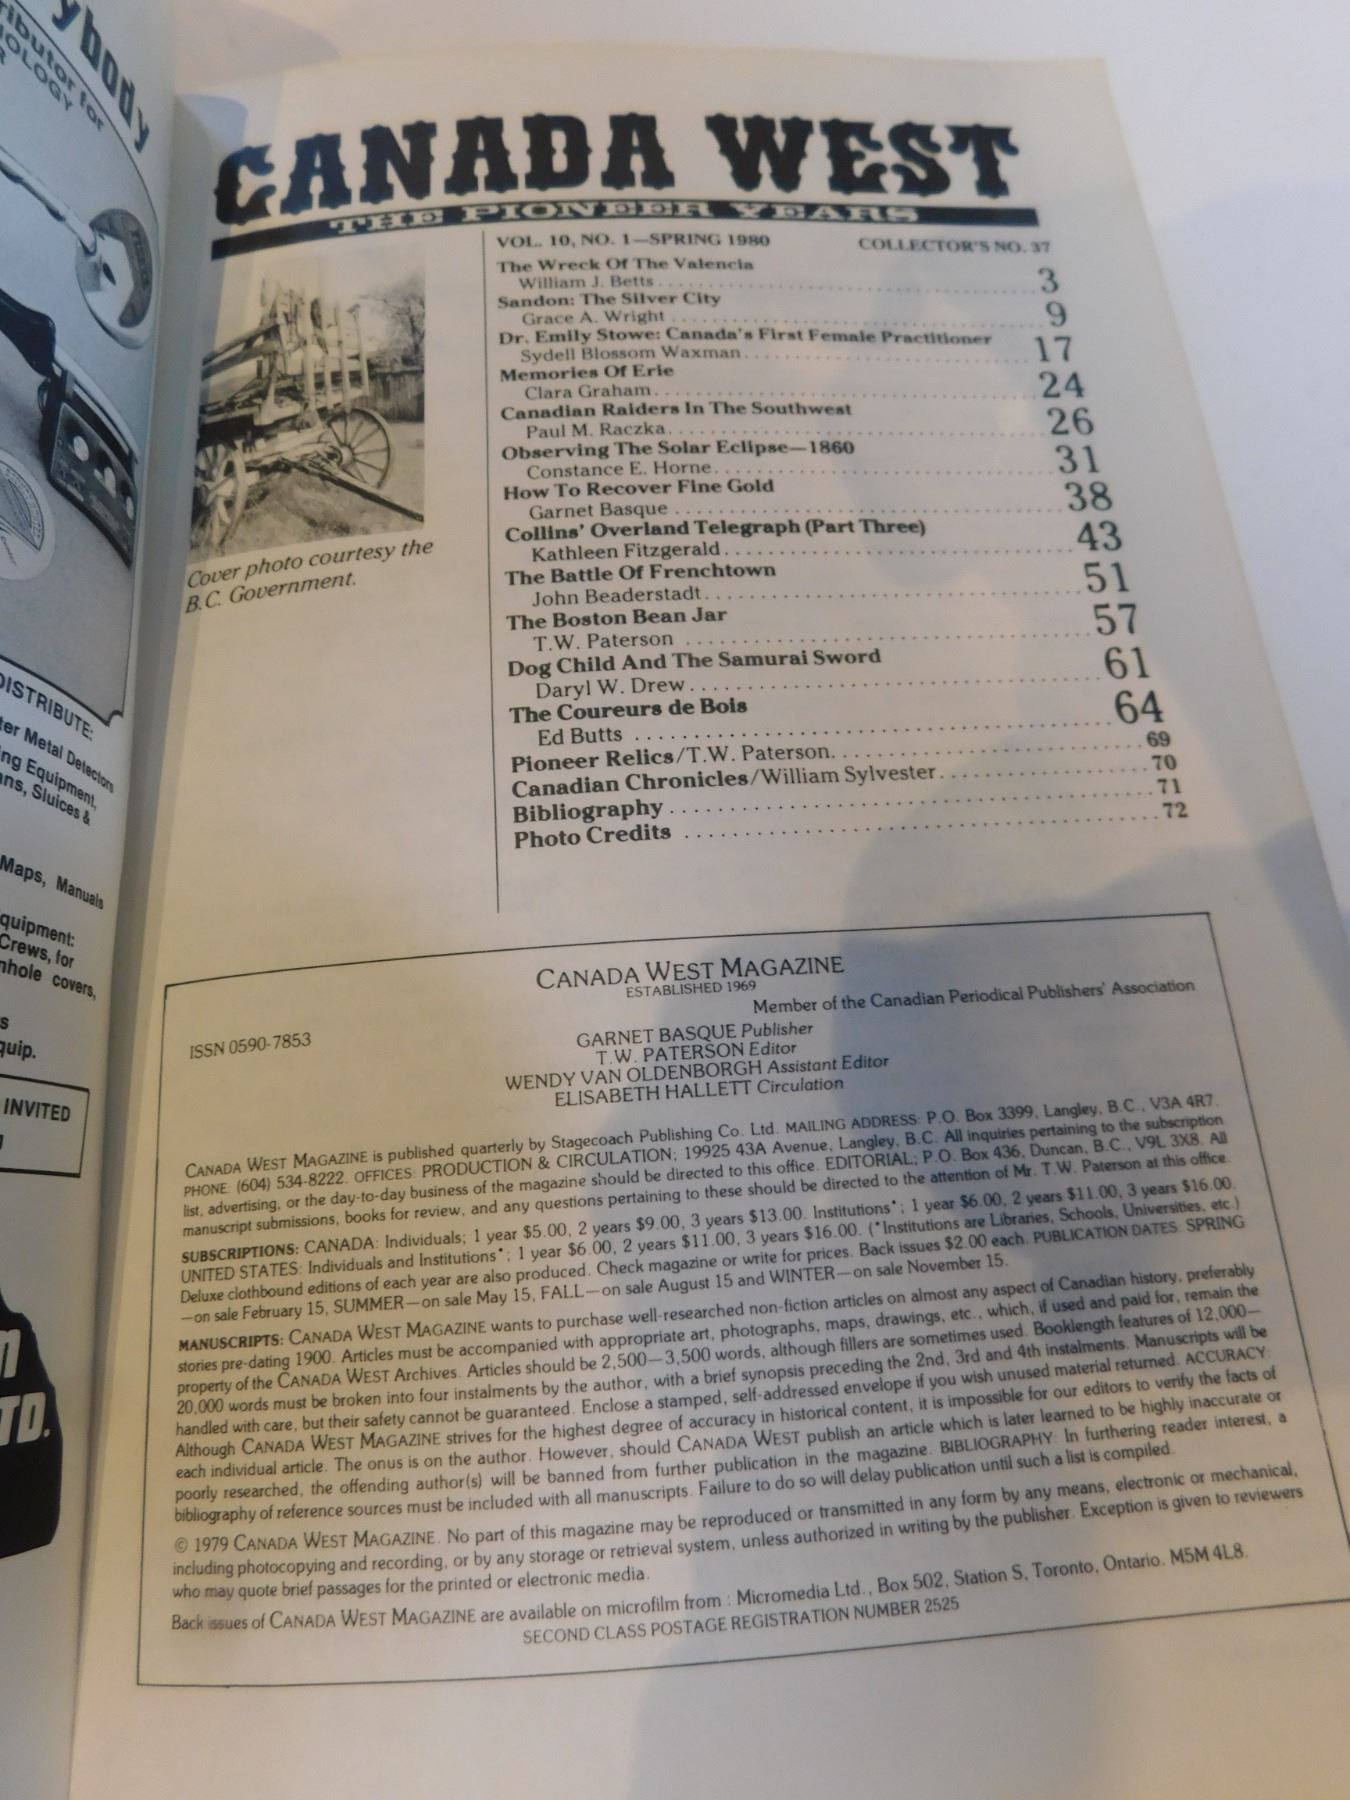 ybody
ributor for
OLOGY
R
DISTRIBUTE:
ter Metal Detectors
ing Equipment,
ns, Sluices &
Maps, Manuals
quipment:
Crews, for
nhole covers,
s
quip.
INVITED
TD.
CANADA WEST
THE PIONEER YEARS
VOL. 10, NO. 1—SPRING 1980 COLLECTOR'S NO. 37
The Wreck Of The Valencia
William J. Betts 3
Sandon: The Silver City
Grace A. Wright 9
Dr. Emily Stowe: Canada's First Female Practitioner
Sydell Blossom Waxman 17
Memories Of Erie
Clara Graham 24
Canadian Raiders In The Southwest
Paul M. Raczka 26
Observing The Solar Eclipse—1860
Constance E. Horne 31
How To Recover Fine Gold
Garnet Basque 38
Collins' Overland Telegraph (Part Three)
Kathleen Fitzgerald 43
The Battle Of Frenchtown
John Beaderstadt 51
The Boston Bean Jar
T.W. Paterson 57
Dog Child And The Samurai Sword
Daryl W. Drew 61
The Coureurs de Bois
Ed Butts 64
Pioneer Relics/T.W. Paterson 69
Canadian Chronicles/William Sylvester 70
Bibliography 71
Photo Credits 72
Cover photo courtesy the
B.C. Government.
CANADA WEST MAGAZINE
ESTABLISHED 1969
Member of the Canadian Periodical Publishers' Association
ISSN 0590-7853
GARNET BASQUE Publisher
T.W. PATERSON Editor
WENDY VAN OLDENBORGH Assistant Editor
ELISABETH HALLETT Circulation
CANADA WEST MAGAZINE is published quarterly by Stagecoach Publishing Co. Ltd. MAILING ADDRESS: P.O. Box 3399, Langley, B.C., V3A 4R7.
PHONE: (604) 534-8222. OFFICES: PRODUCTION & CIRCULATION; 19925 43A Avenue, Langley, B.C. All inquiries pertaining to the subscription
list, advertising, or the day-to-day business of the magazine should be directed to this office. EDITORIAL; P.O. Box 436, Duncan, B.C., V9L 3X8. All
manuscript submissions, books for review, and any questions pertaining to these should be directed to the attention of Mr. T.W. Paterson at this office.
SUBSCRIPTIONS: CANADA: Individuals; 1 year $5.00, 2 years $9.00, 3 years $13.00. Institutions*; 1 year $6.00, 2 years $11.00, 3 years $16.00.
UNITED STATES: Individuals and Institutions*; 1 year $6.00, 2 years $11.00, 3 years $16.00. (*Institutions are Libraries, Schools, Universities, etc.)
Deluxe clothbound editions of each year are also produced. Check magazine or write for prices. Back issues $2.00 each. PUBLICATION DATES: SPRING
—on sale February 15, SUMMER—on sale May 15, FALL—on sale August 15 and WINTER—on sale November 15.
MANUSCRIPTS: CANADA WEST MAGAZINE wants to purchase well-researched non-fiction articles on almost any aspect of Canadian history, preferably
stories pre-dating 1900. Articles must be accompanied with appropriate art, photographs, maps, drawings, etc., which, if used and paid for, remain the
property of the CANADA WEST Archives. Articles should be 2,500—3,500 words, although fillers are sometimes used. Booklength features of 12,000—
20,000 words must be broken into four instalments by the author, with a brief synopsis preceding the 2nd, 3rd and 4th instalments. Manuscripts will be
handled with care, but their safety cannot be guaranteed. Enclose a stamped, self-addressed envelope if you wish unused material returned. ACCURACY:
Although CANADA WEST MAGAZINE strives for the highest degree of accuracy in historical content, it is impossible for our editors to verify the facts of
each individual article. The onus is on the author. However, should CANADA WEST publish an article which is later learned to be highly inaccurate or
poorly researched, the offending author(s) will be banned from further publication in the magazine. BIBLIOGRAPHY: In furthering reader interest, a
bibliography of reference sources must be included with all manuscripts. Failure to do so will delay publication until such a list is compiled.
© 1979 CANADA WEST MAGAZINE. No part of this magazine may be reproduced or transmitted in any form by any means, electronic or mechanical,
including photocopying and recording, or by any storage or retrieval system, unless authorized in writing by the publisher. Exception is given to reviewers
who may quote brief passages for the printed or electronic media.
Back issues of CANADA WEST MAGAZINE are available on microfilm from : Micromedia Ltd., Box 502, Station S, Toronto, Ontario. M5M 4L8.
SECOND CLASS POSTAGE REGISTRATION NUMBER 2525